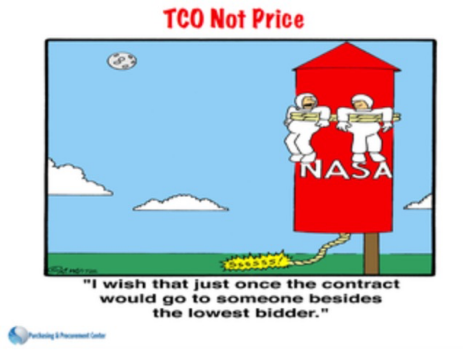 TCO Not Price
NASA
Sssss!
"I wish that just once the contract
would go to someone besides
the lowest bidder."
Purchasing & Procurement Center